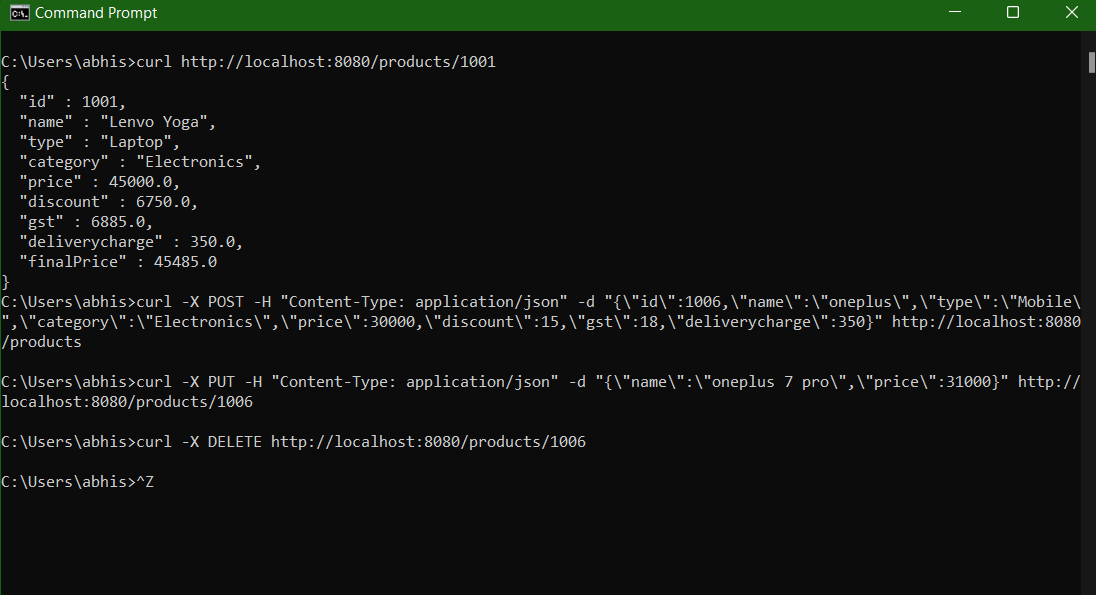 Command Prompt
C:\Users\abhis>curl http://localhost:8080/products/1001
{
  "id" : 1001,
  "name" : "Lenvo Yoga",
  "type" : "Laptop",
  "category" : "Electronics",
  "price" : 45000.0,
  "discount" : 6750.0,
  "gst" : 6885.0,
  "deliverycharge" : 350.0,
  "finalPrice" : 45485.0
}
C:\Users\abhis>curl -X POST -H "Content-Type: application/json" -d "{\"id\":1006,\"name\":\"oneplus\",\"type\":\"Mobile\
",\"category\":\"Electronics\",\"price\":30000,\"discount\":15,\"gst\":18,\"deliverycharge\":350}" http://localhost:8080
/products
C:\Users\abhis>curl -X PUT -H "Content-Type: application/json" -d "{\"name\":\"oneplus 7 pro\",\"price\":31000}" http://
localhost:8080/products/1006
C:\Users\abhis>curl -X DELETE http://localhost:8080/products/1006
C:\Users\abhis>^Z